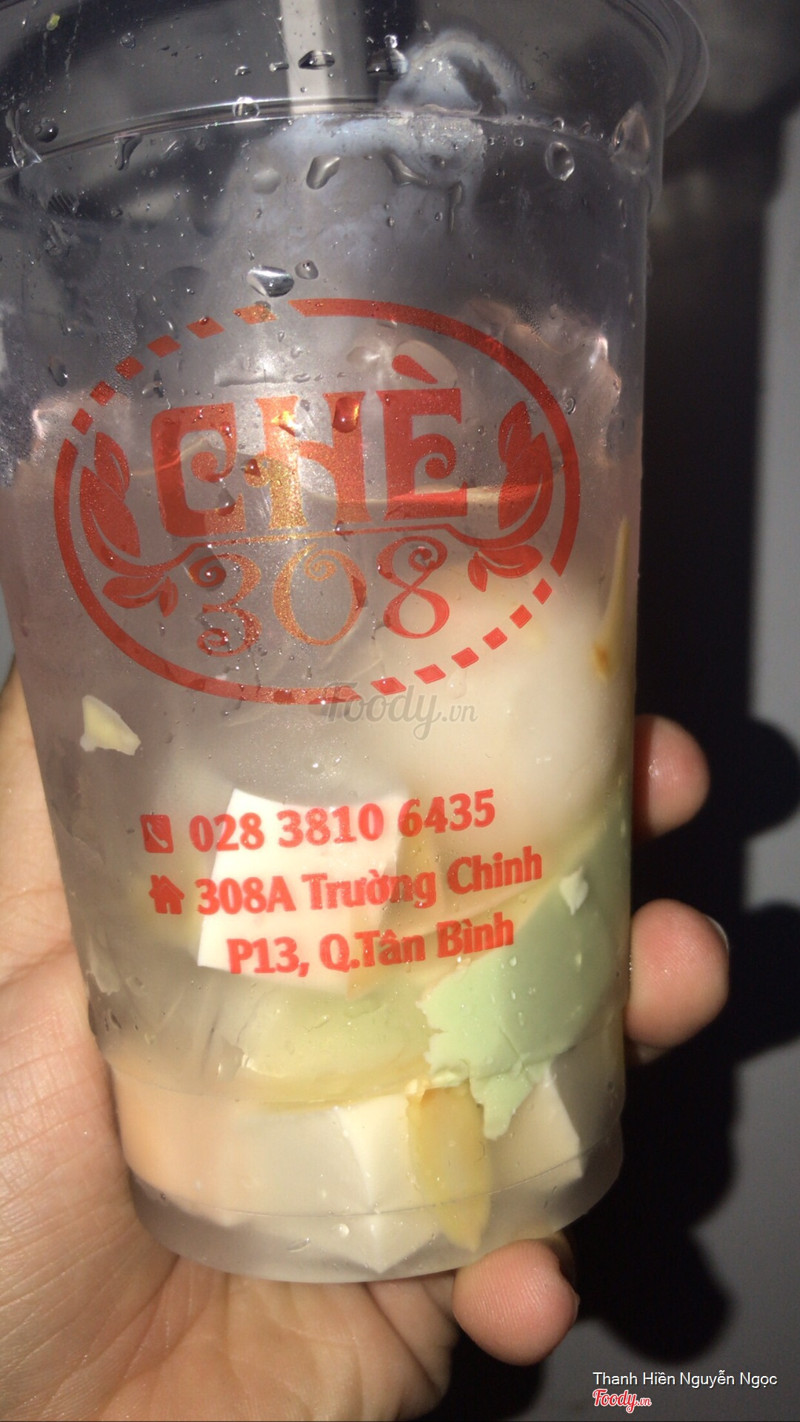 CHÈ
308
Foody.vn
028 3810 6435
308A Trường Chinh
P13, Q.Tân Bình
Thanh Hiền Nguyễn Ngọc
Foody.vn